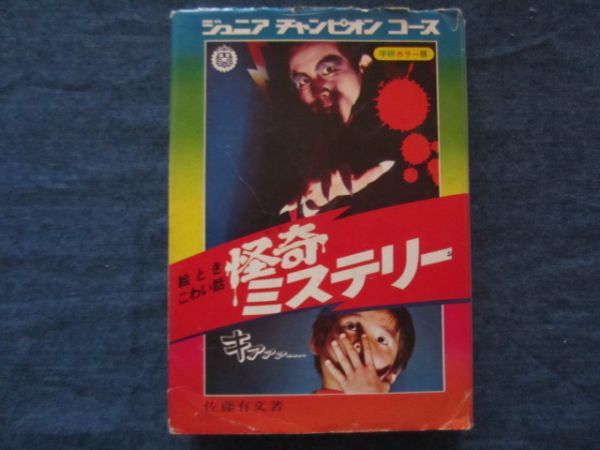 ジュニア チャンピオン コース
学研カラー版
絵とき
こわい話
怪奇
ミステリー
キァァァ……
佐藤有文著